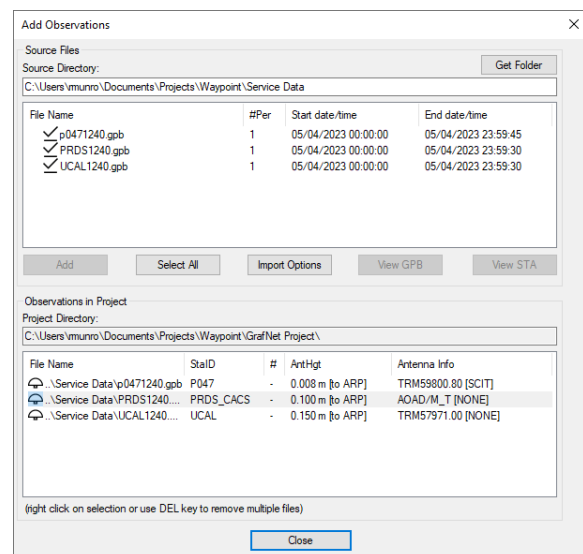 Add Observations
Source Files
Source Directory:
Get Folder
C:\Users\munro\Documents\Projects\Waypoint\Service Data
File Name #Per Start date/time End date/time
p0471240.gpb 1 05/04/2023 00:00:00 05/04/2023 23:59:45
PRDS1240.gpb 1 05/04/2023 00:00:00 05/04/2023 23:59:30
UCAL1240.gpb 1 05/04/2023 00:00:00 05/04/2023 23:59:30
Add Select All Import Options View GPB View STA
Observations in Project
Project Directory:
C:\Users\munro\Documents\Projects\Waypoint\GrafNet Project\
File Name StaID # AntHgt Antenna Info
..\Service Data\p0471240.gpb P047 - 0.008 m [to ARP] TRM59800.80 [SCIT]
..\Service Data\PRDS1240.... PRDS_CACS - 0.100 m [to ARP] AOAD/M_T [NONE]
..\Service Data\UCAL1240.... UCAL - 0.150 m [to ARP] TRM57971.00 [NONE]
(right click on selection or use DEL key to remove multiple files)
Close